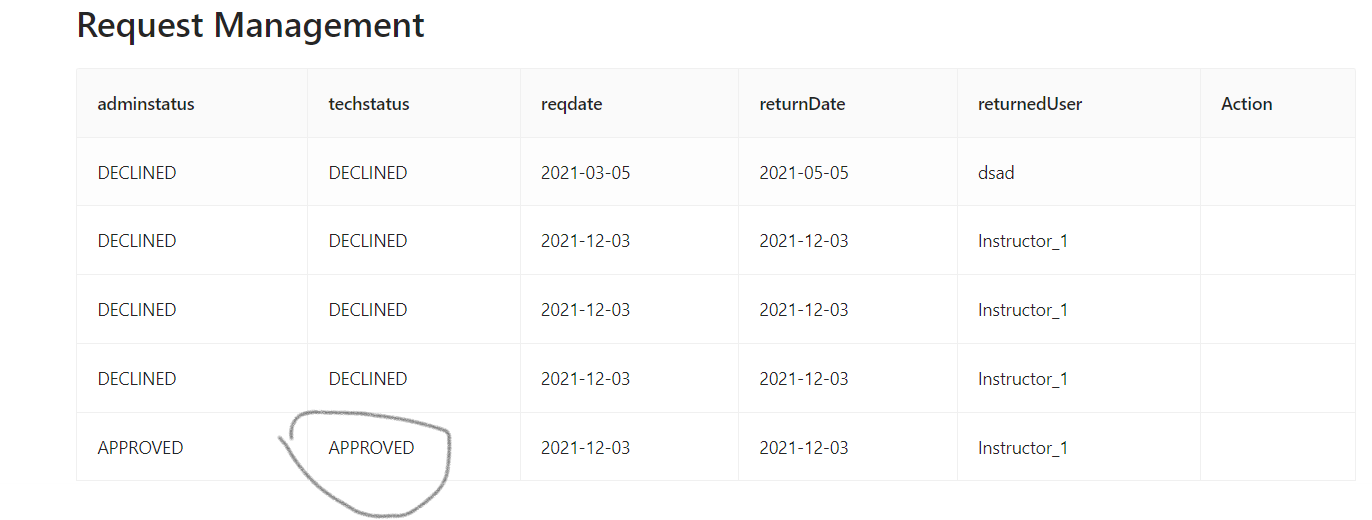 Request Management
adminstatus techstatus reqdate returnDate returnedUser Action
DECLINED DECLINED 2021-03-05 2021-05-05 dsad
DECLINED DECLINED 2021-12-03 2021-12-03 Instructor_1
DECLINED DECLINED 2021-12-03 2021-12-03 Instructor_1
DECLINED DECLINED 2021-12-03 2021-12-03 Instructor_1
APPROVED APPROVED 2021-12-03 2021-12-03 Instructor_1